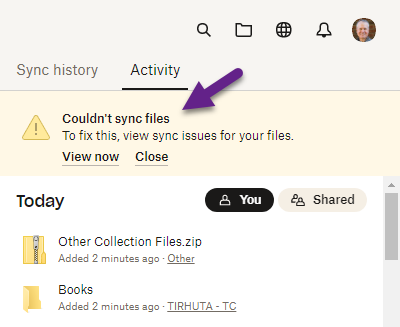 Sync history Activity
Couldn't sync files
To fix this, view sync issues for your files.
View now Close
Today You Shared
Other Collection Files.zip
Added 2 minutes ago · Other
Books
Added 2 minutes ago · TIRHUTA - TC